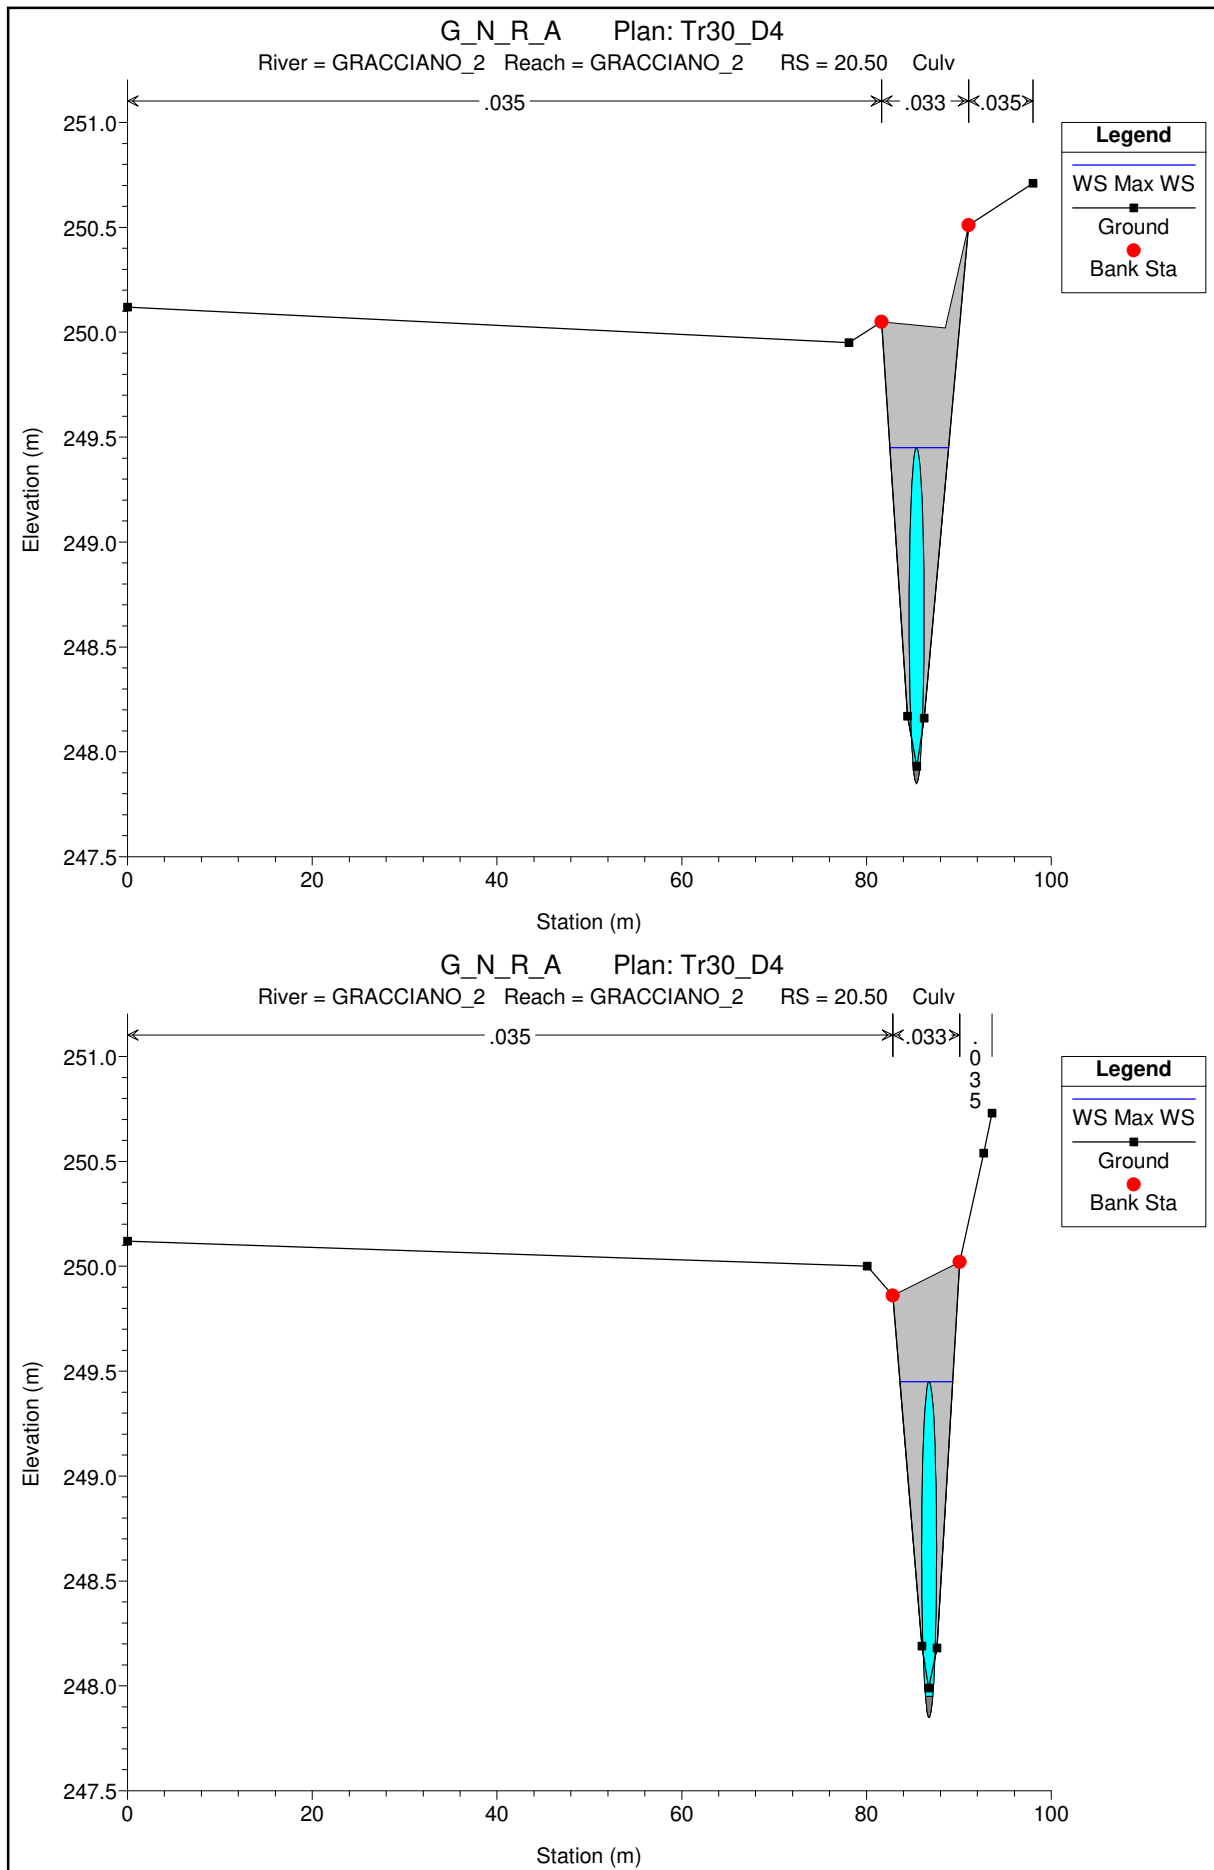 G_N_R_A Plan: Tr30_D4
River = GRACCIANO_2 Reach = GRACCIANO_2 RS = 20.50 Culv
.035 .033 .035
Legend
WS Max WS
Ground
Bank Sta
251.0
250.5
250.0
249.5
249.0
248.5
248.0
247.5
Elevation (m)
0 20 40 60 80 100
Station (m)
G_N_R_A Plan: Tr30_D4
River = GRACCIANO_2 Reach = GRACCIANO_2 RS = 20.50 Culv
.035 .033 .035
Legend
WS Max WS
Ground
Bank Sta
251.0
250.5
250.0
249.5
249.0
248.5
248.0
247.5
Elevation (m)
0 20 40 60 80 100
Station (m)